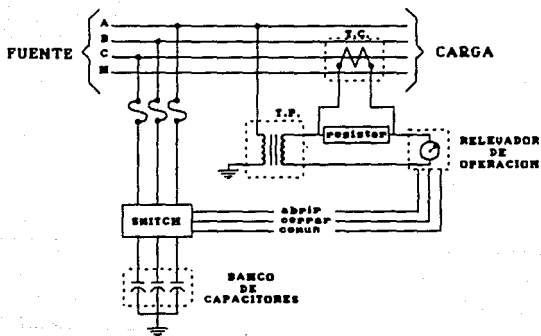 A
B
C
N
FUENTE
CARGA
T.C.
T.P.
resistor
RELEVADOR
DE
OPERACION
SWITCH
abrir
cerrar
comun
BANCO
DE
CAPACITORES